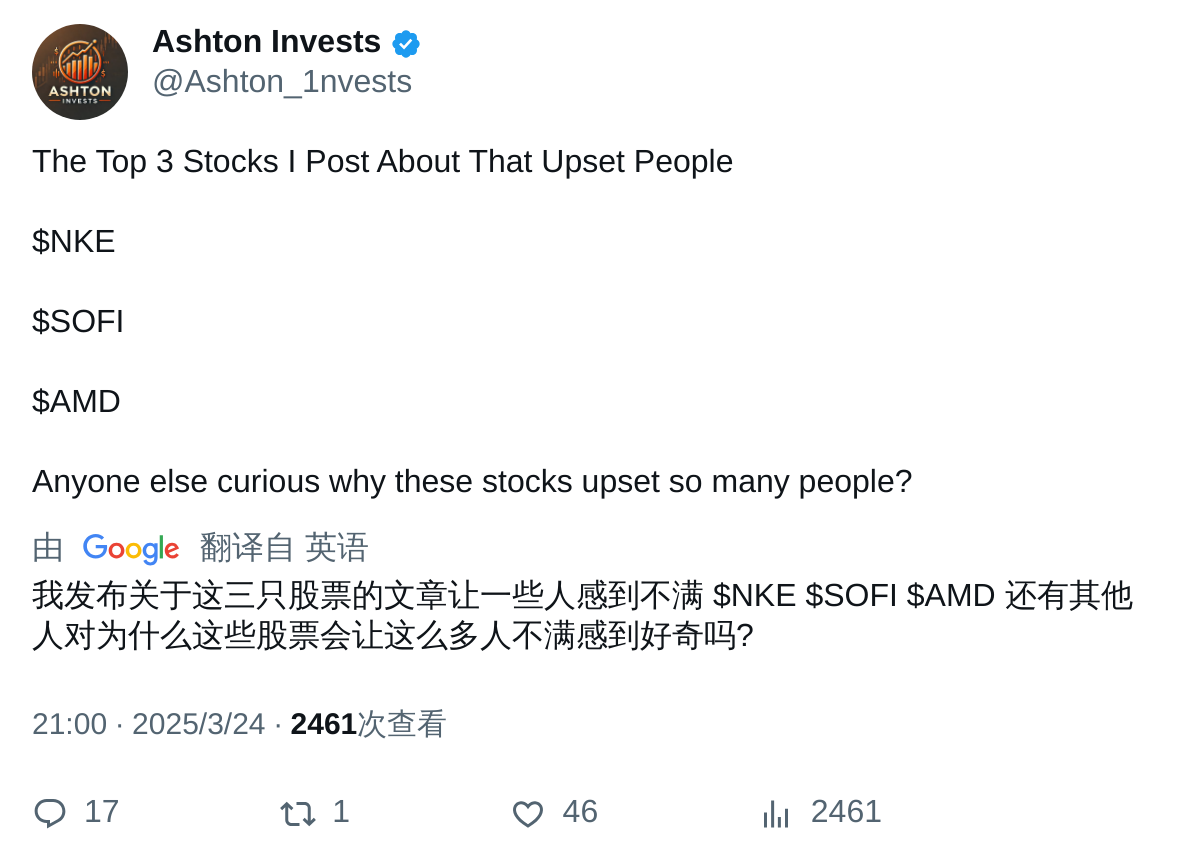 ASHTON
INVESTS
Ashton Invests
@Ashton_1nvests
The Top 3 Stocks I Post About That Upset People
$NKE
$SOFI
$AMD
Anyone else curious why these stocks upset so many people?
由 Google 翻译自 英语
我发布关于这三只股票的文章让一些人感到不满 $NKE $SOFI $AMD 还有其他
人对为什么这些股票会让这么多人不满感到好奇吗?
21:00 · 2025/3/24 · 2461次查看
17 1 46 2461